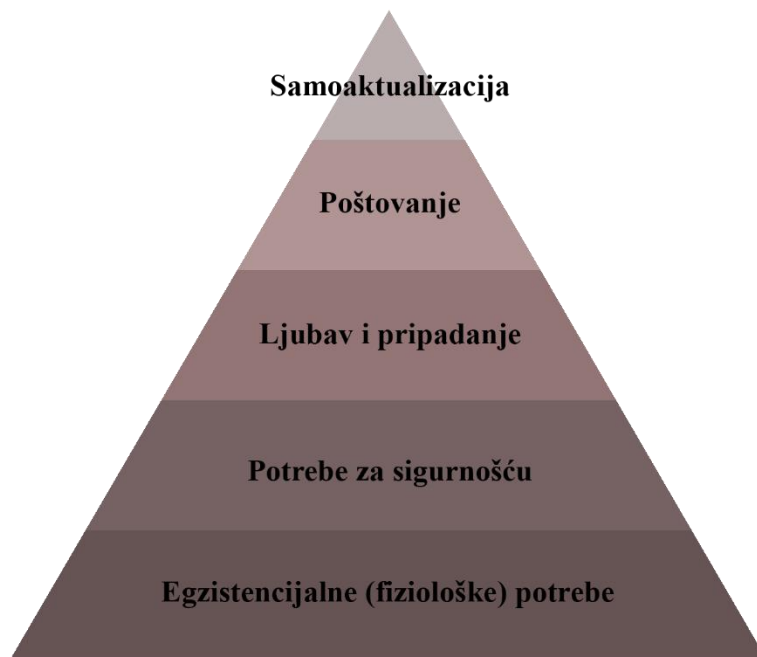 Samoaktualizacija
Poštovanje
Ljubav i pripadanje
Potrebe za sigurnošću
Egzistencijalne (fiziološke) potrebe